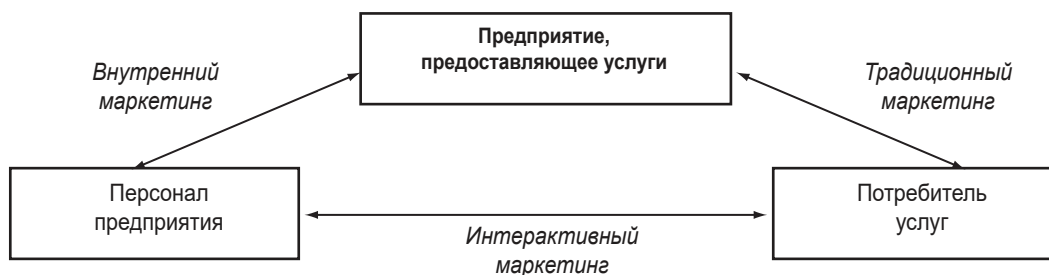 Предприятие,
предоставляющее услуги
Внутренний
маркетинг
Традиционный
маркетинг
Персонал
предприятия
Потребитель
услуг
Интерактивный
маркетинг